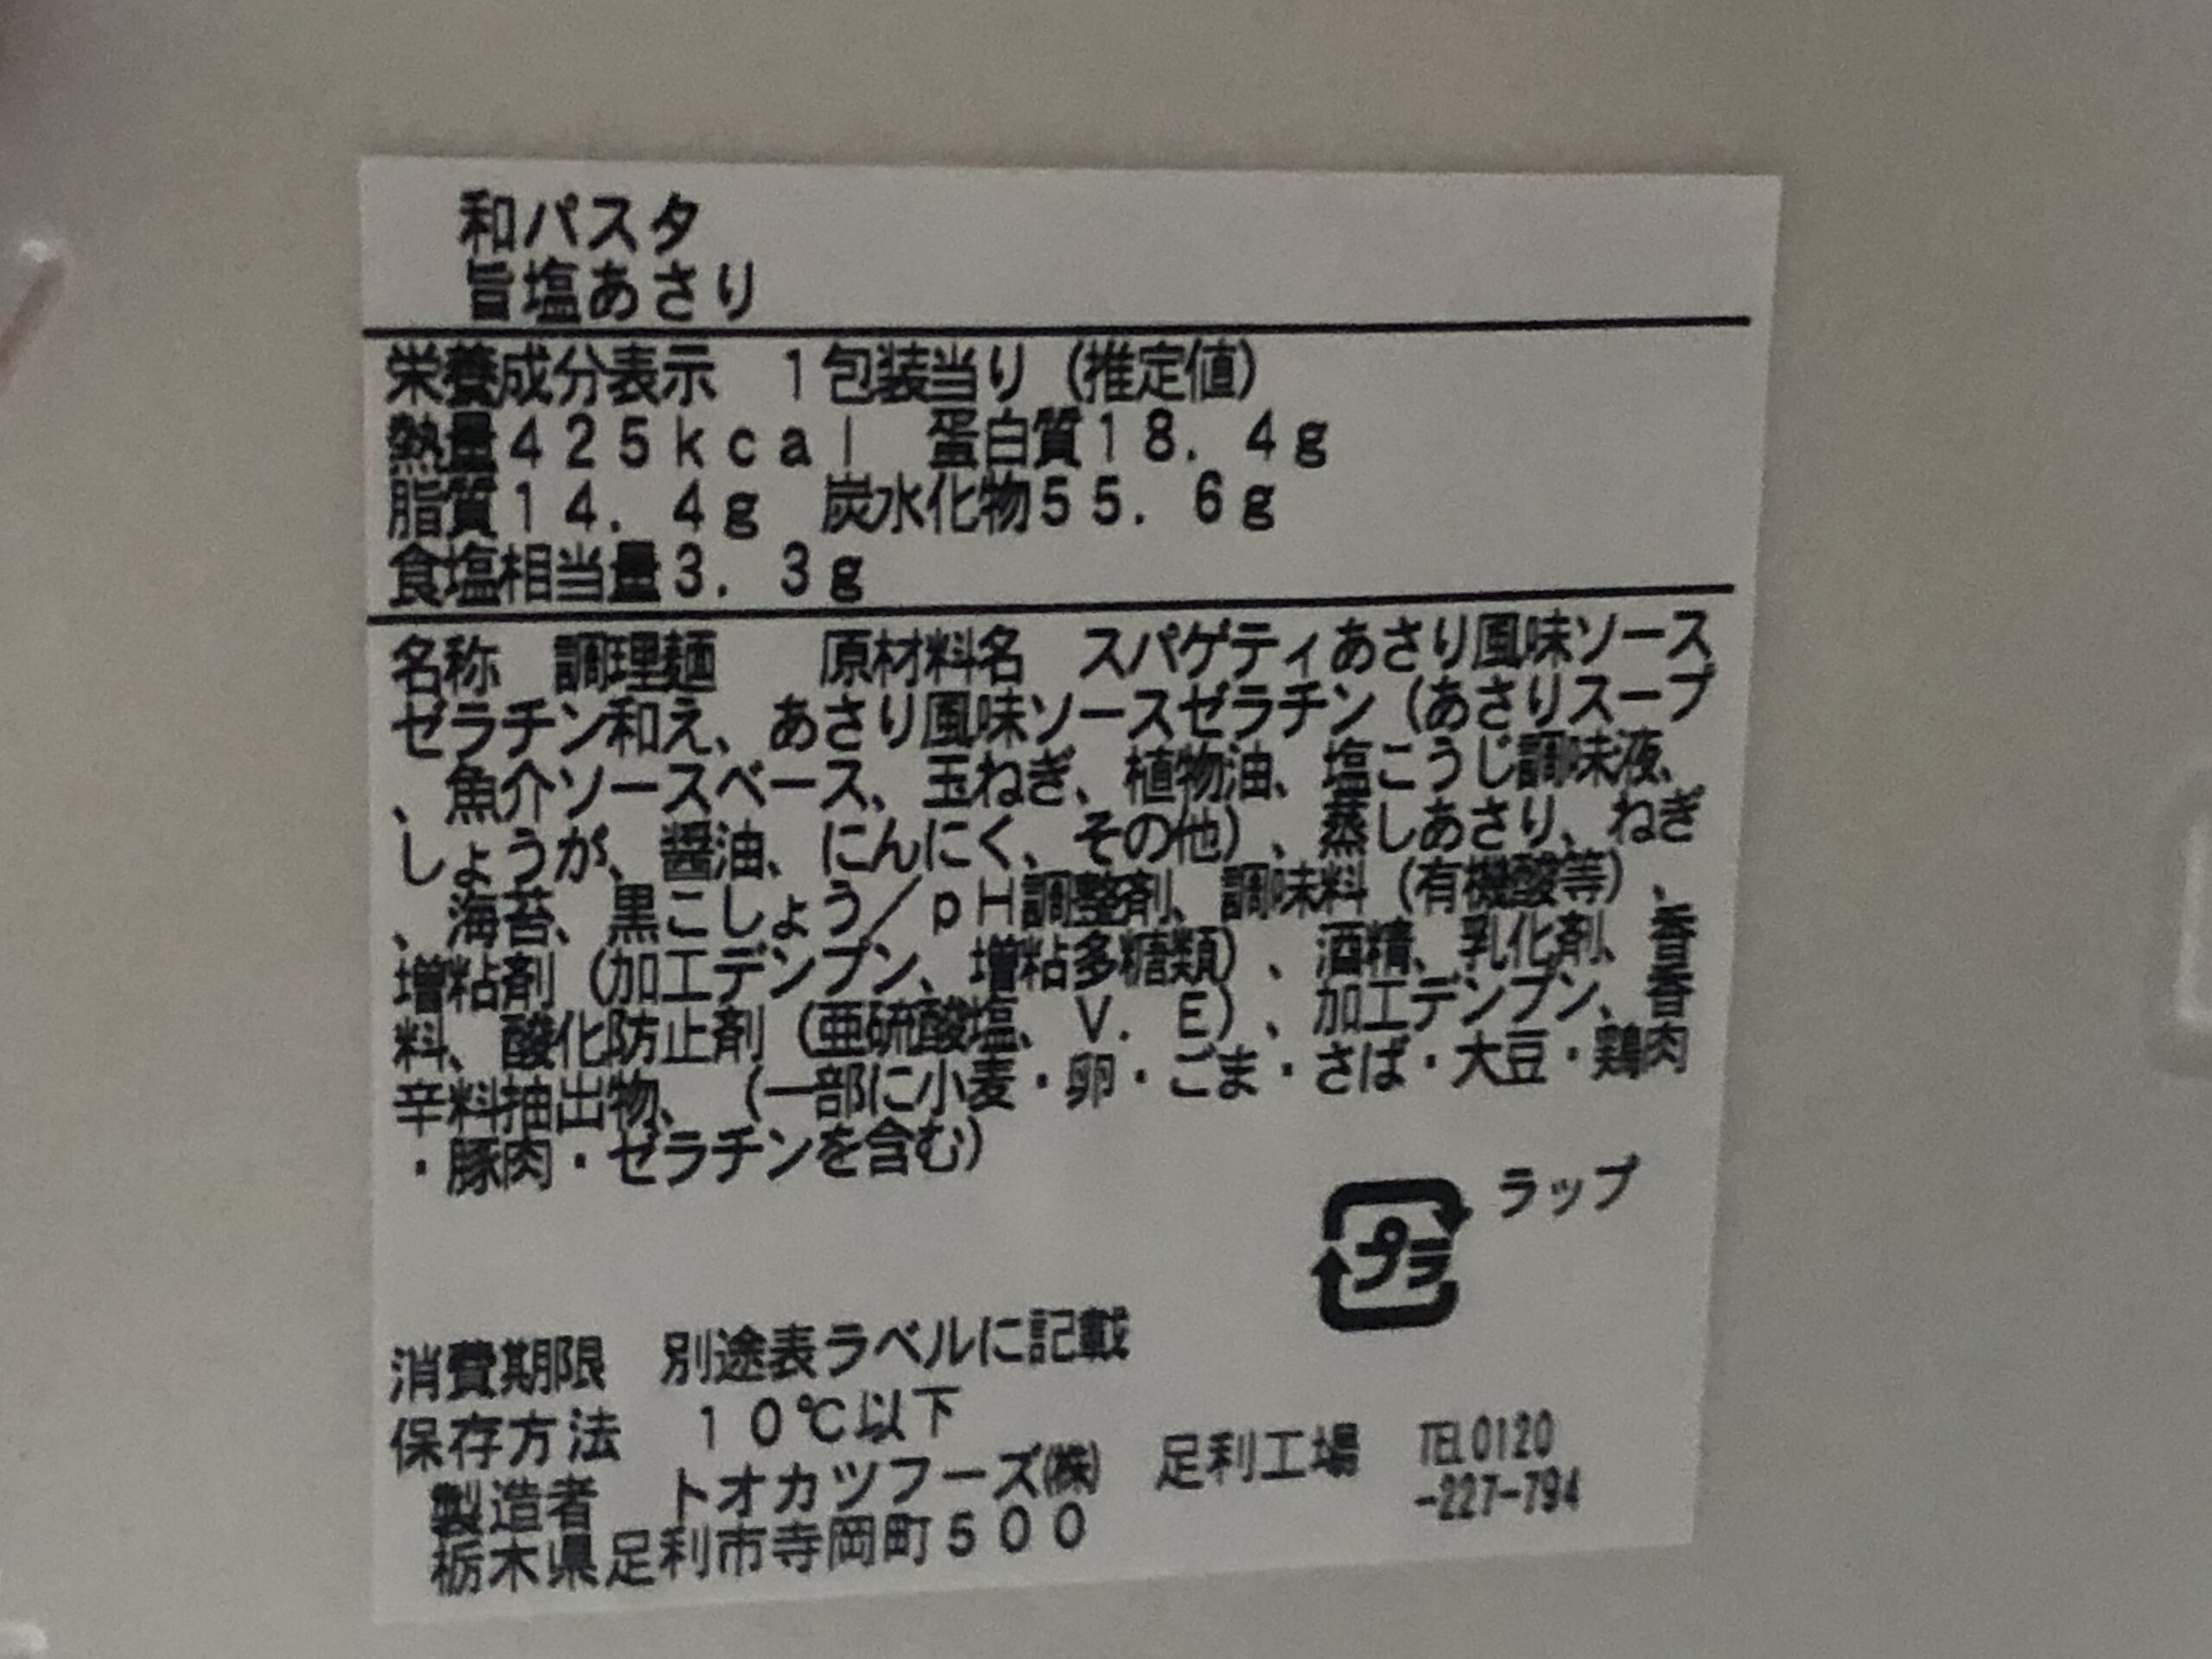 和パスタ
旨塩あさり
栄養成分表示　1包装当り（推定値）
熱量425kcal　蛋白質18.4g
脂質14.4g　炭水化物55.6g
食塩相当量3.3g
名称　調理麺　　原材料名　スパゲティあさり風味ソース
ゼラチン和え、あさり風味ソースゼラチン（あさりスープ
、魚介ソースベース、玉ねぎ、植物油、塩こうじ調味液、
しょうが、醤油、にんにく、その他）、蒸しあさり、ねぎ
、海苔、黒こしょう／pH調整剤、調味料（有機酸等）、
増粘剤（加工デンプン、増粘多糖類）、酒精、乳化剤、香
料、酸化防止剤（亜硫酸塩、V.E）、加工デンプン、香
辛料抽出物、（一部に小麦・卵・ごま・さば・大豆・鶏肉
・豚肉・ゼラチンを含む）
ラップ
プラ
消費期限　別途表ラベルに記載
保存方法　10℃以下
製造者　トオカツフーズ㈱　足利工場　TEL0120
-227-794
栃木県足利市寺岡町500